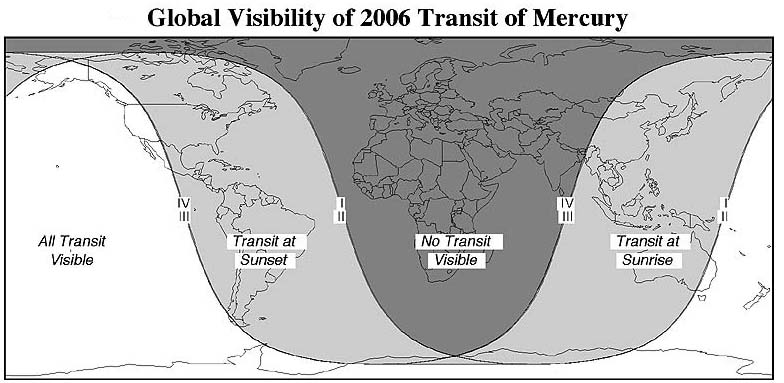 Global Visibility of 2006 Transit of Mercury
IV
III
I
II
IV
III
I
II
All Transit
Visible
Transit at
Sunset
No Transit
Visible
Transit at
Sunrise